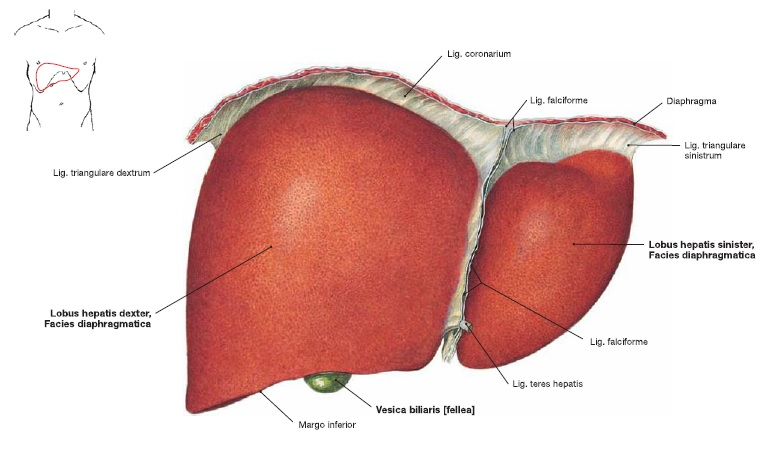 Lig. coronarium
Lig. falciforme
Diaphragma
Lig. triangulare
sinistrum
Lig. triangulare dextrum
Lobus hepatis sinister,
Facies diaphragmatica
Lobus hepatis dexter,
Facies diaphragmatica
Lig. falciforme
Lig. teres hepatis
Vesica biliaris [fellea]
Margo inferior